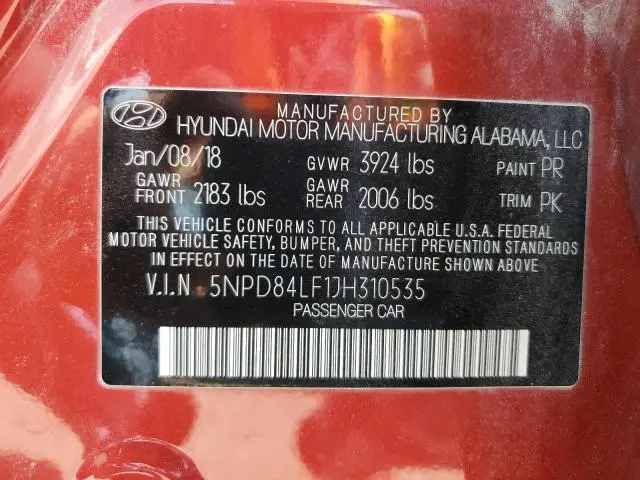 MANUFACTURED BY
HYUNDAI MOTOR MANUFACTURING ALABAMA, LLC
Jan/08/18 GVWR 3924 lbs PAINT PR
GAWR FRONT 2183 lbs GAWR REAR 2006 lbs TRIM PK
THIS VEHICLE CONFORMS TO ALL APPLICABLE U.S.A. FEDERAL
MOTOR VEHICLE SAFETY, BUMPER, AND THEFT PREVENTION STANDARDS
IN EFFECT ON THE DATE OF MANUFACTURE SHOWN ABOVE.
V.I.N 5NPD84LF1JH310535
PASSENGER CAR